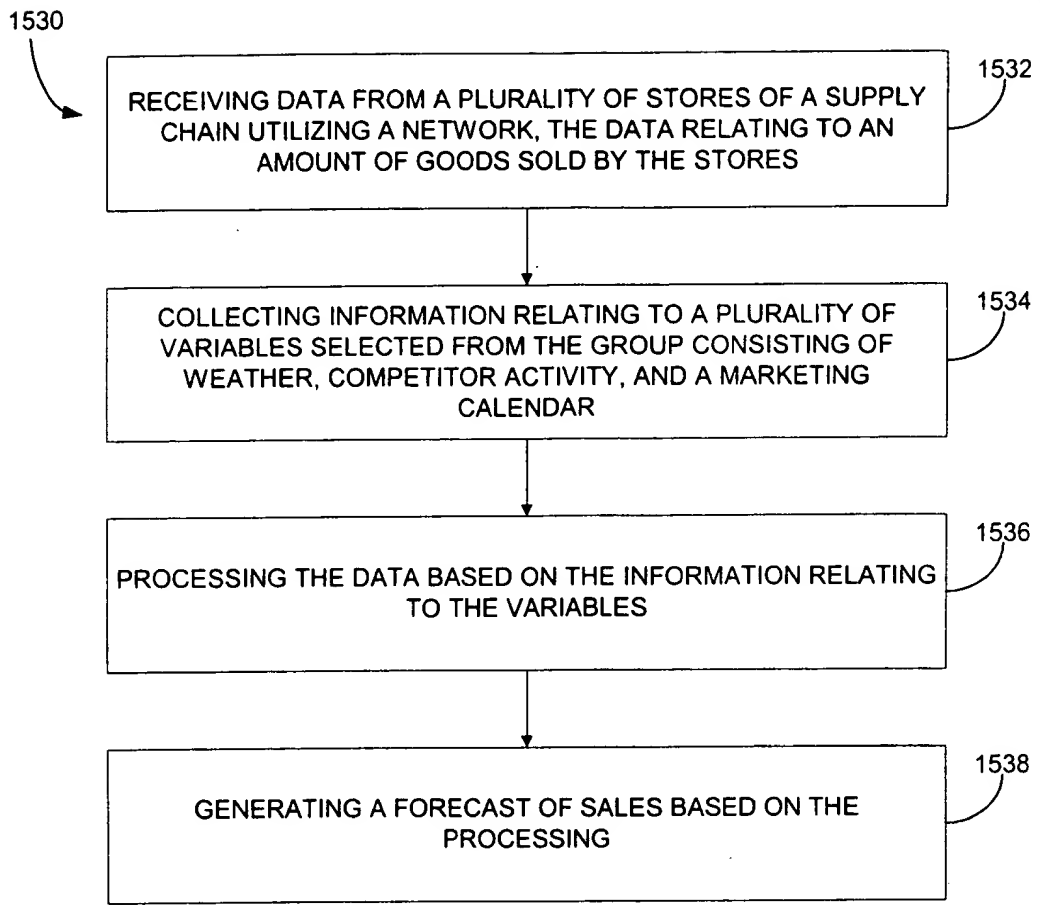 1530
1532
RECEIVING DATA FROM A PLURALITY OF STORES OF A SUPPLY
CHAIN UTILIZING A NETWORK, THE DATA RELATING TO AN
AMOUNT OF GOODS SOLD BY THE STORES
1534
COLLECTING INFORMATION RELATING TO A PLURALITY OF
VARIABLES SELECTED FROM THE GROUP CONSISTING OF
WEATHER, COMPETITOR ACTIVITY, AND A MARKETING
CALENDAR
1536
PROCESSING THE DATA BASED ON THE INFORMATION RELATING
TO THE VARIABLES
1538
GENERATING A FORECAST OF SALES BASED ON THE
PROCESSING